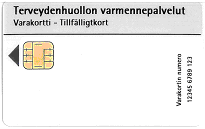 Terveydenhuollon varmennepalvelut
Varakortti - Tillfälligtkort
Varakortin numero
12345 6789 123